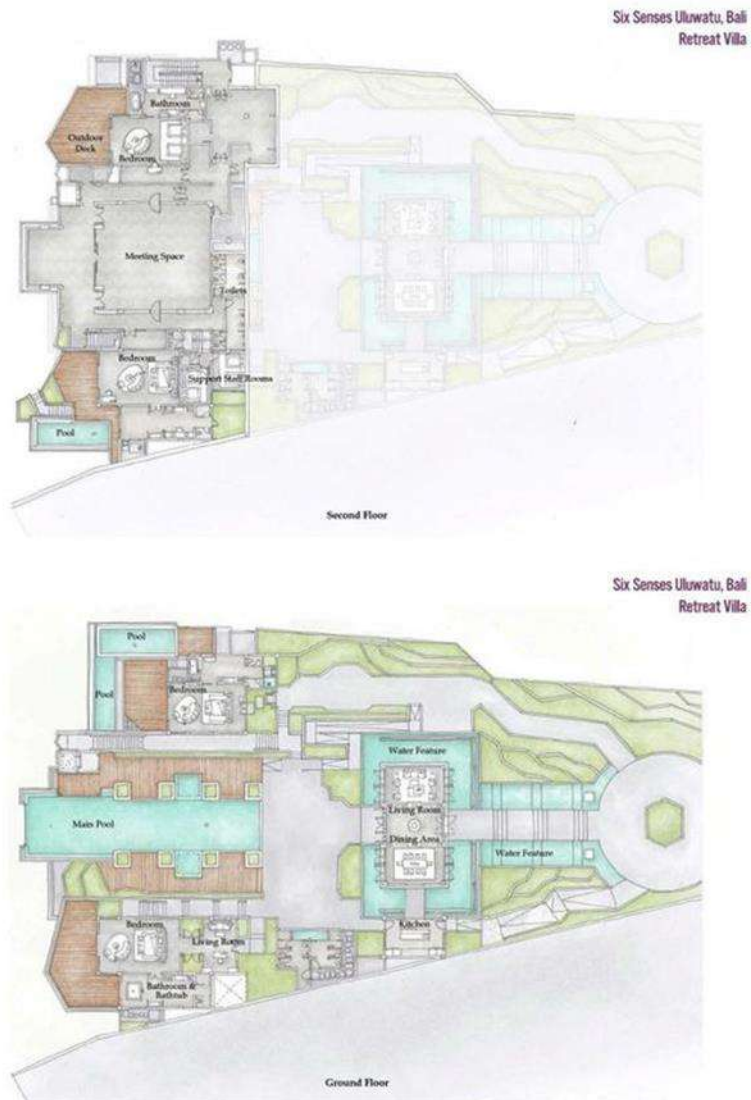 Six Senses Uluwatu, Bali
Retreat Villa
Bathroom
Outdoor
Deck
Bedroom
Meeting Space
Toilets
Bedroom
Support Staff Rooms
Pool
Second Floor
Six Senses Uluwatu, Bali
Retreat Villa
Pool
Pool
Bedroom
Water Feature
Living Room
Main Pool
Dining Area
Water Feature
Kitchen
Bedroom
Living Room
Bathroom &
Bathtub
Ground Floor